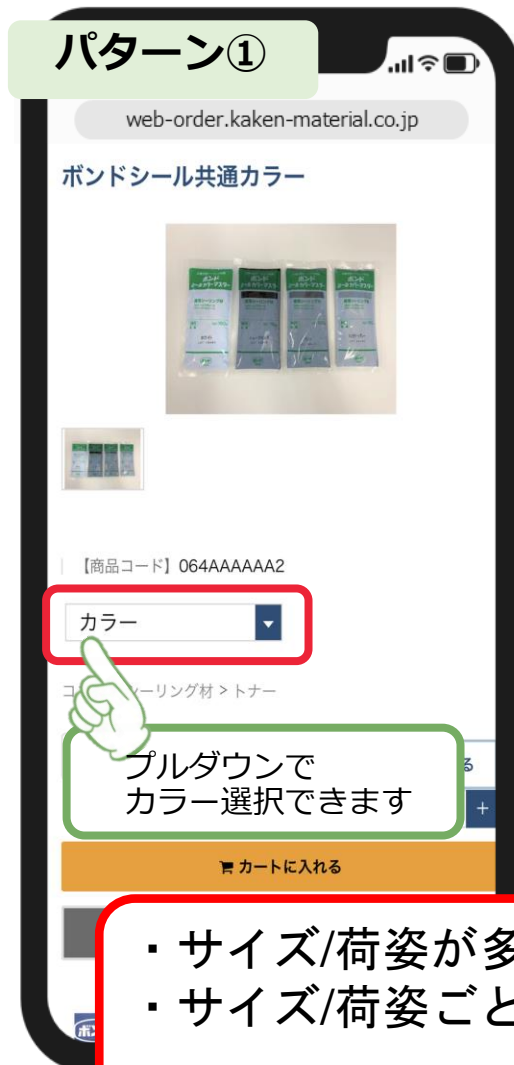 パターン①
web-order.kaken-material.co.jp
ボンドシール共通カラー
【商品コード】064AAAAAA2
カラー
コ
ーリング材 > トナー
プルダウンで
カラー選択できます
る
+
カートに入れる
・サイズ/荷姿が多
・サイズ/荷姿ごと